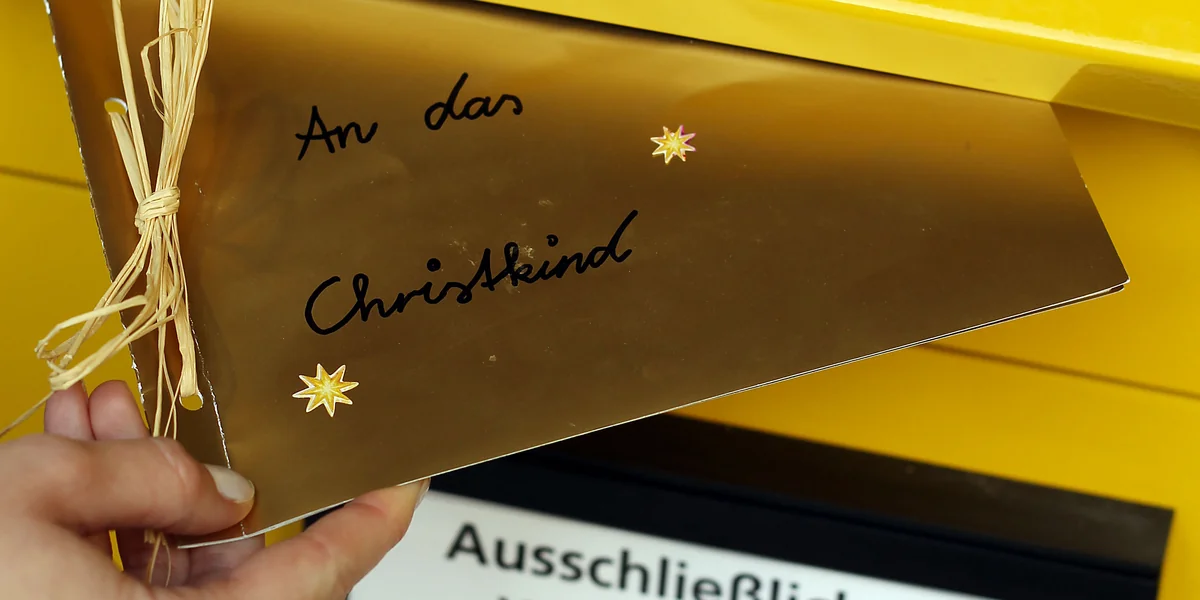 An das
Christkind
Ausschließlich